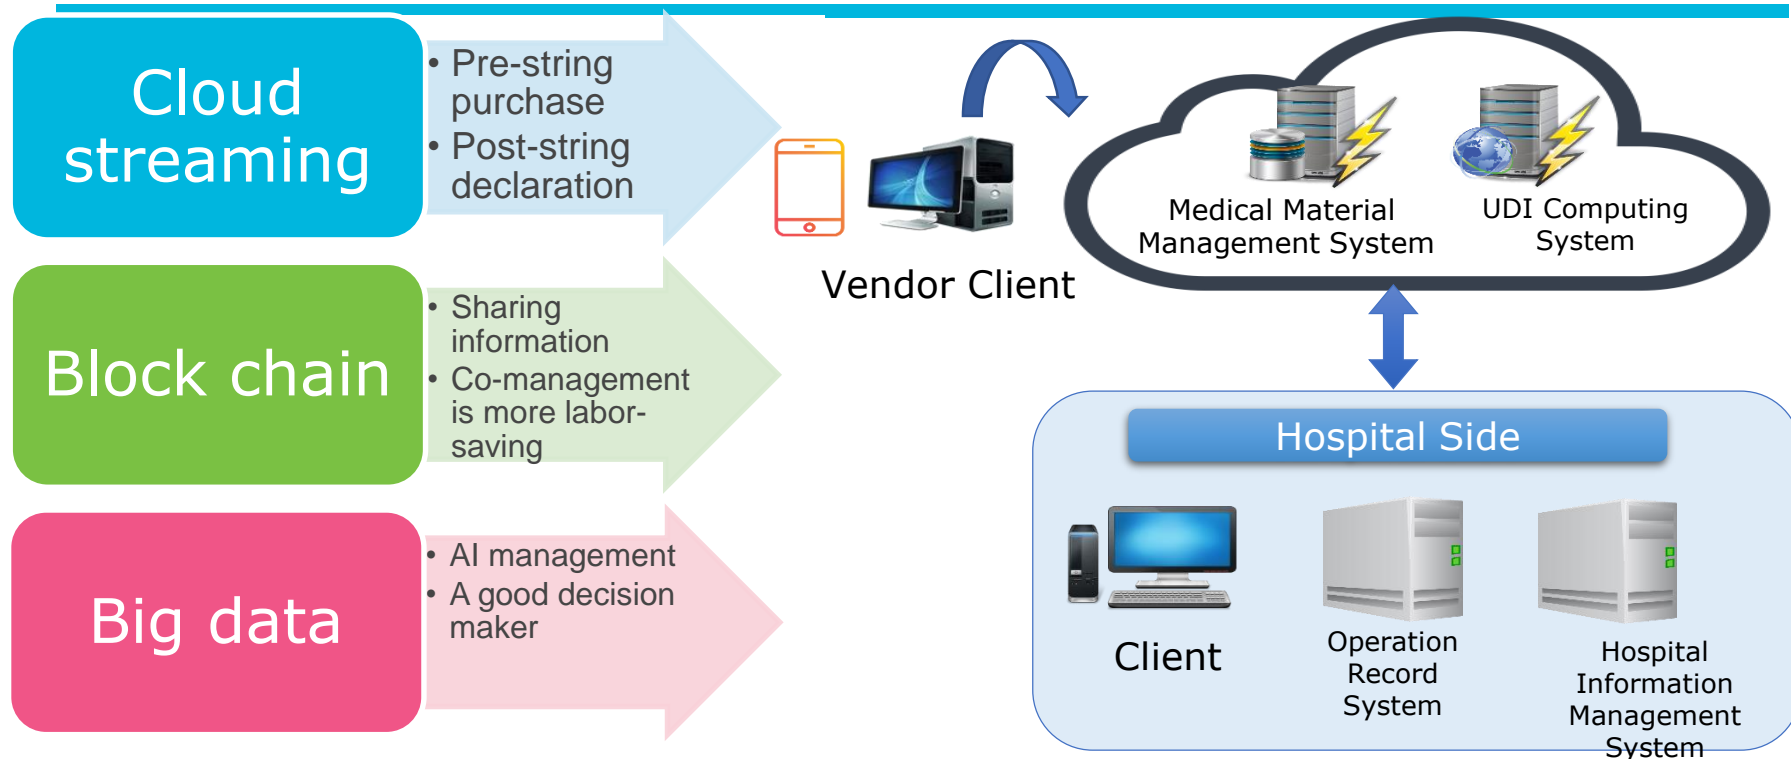 Cloud
streaming
• Pre-string
purchase
• Post-string
declaration
Block chain
• Sharing
information
• Co-management
is more labor-
saving
Big data
• AI management
• A good decision
maker
Vendor Client
Medical Material
Management System
UDI Computing
System
Hospital Side
Client
Operation
Record
System
Hospital
Information
Management
System